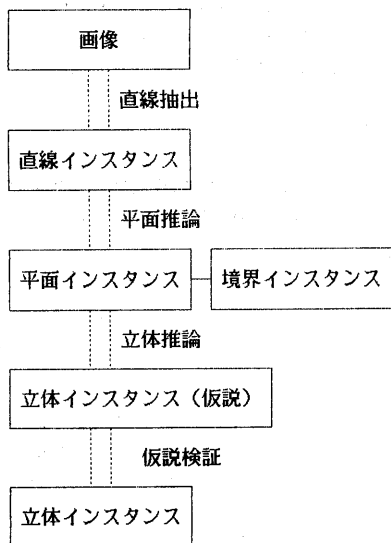 画像
直線抽出
直線インスタンス
平面推論
平面インスタンス
境界インスタンス
立体推論
立体インスタンス(仮説)
仮説検証
立体インスタンス